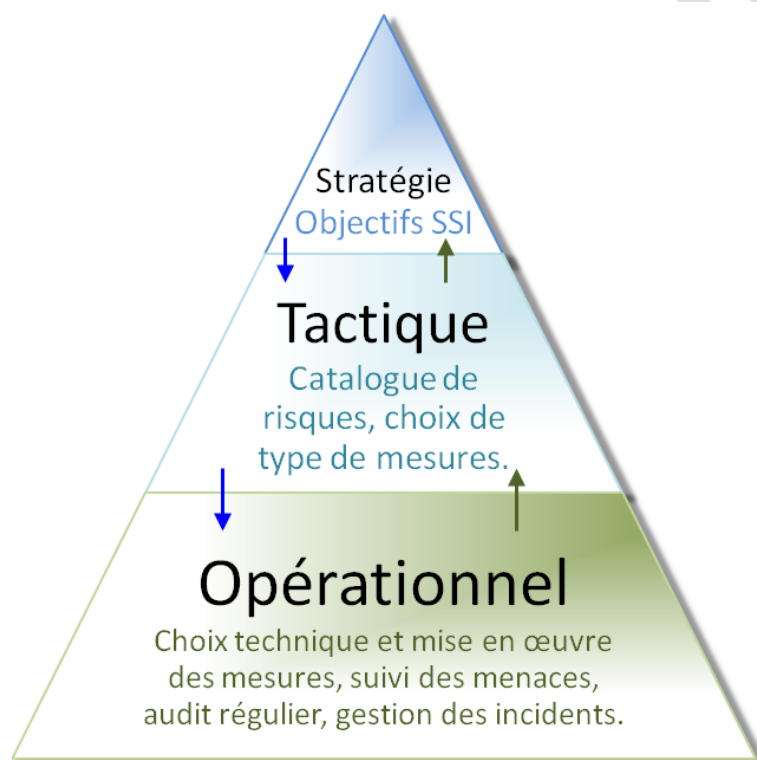 Stratégie
Objectifs SSI
Tactique
Catalogue de
risques, choix de
type de mesures.
Opérationnel
Choix technique et mise en œuvre
des mesures, suivi des menaces,
audit régulier, gestion des incidents.